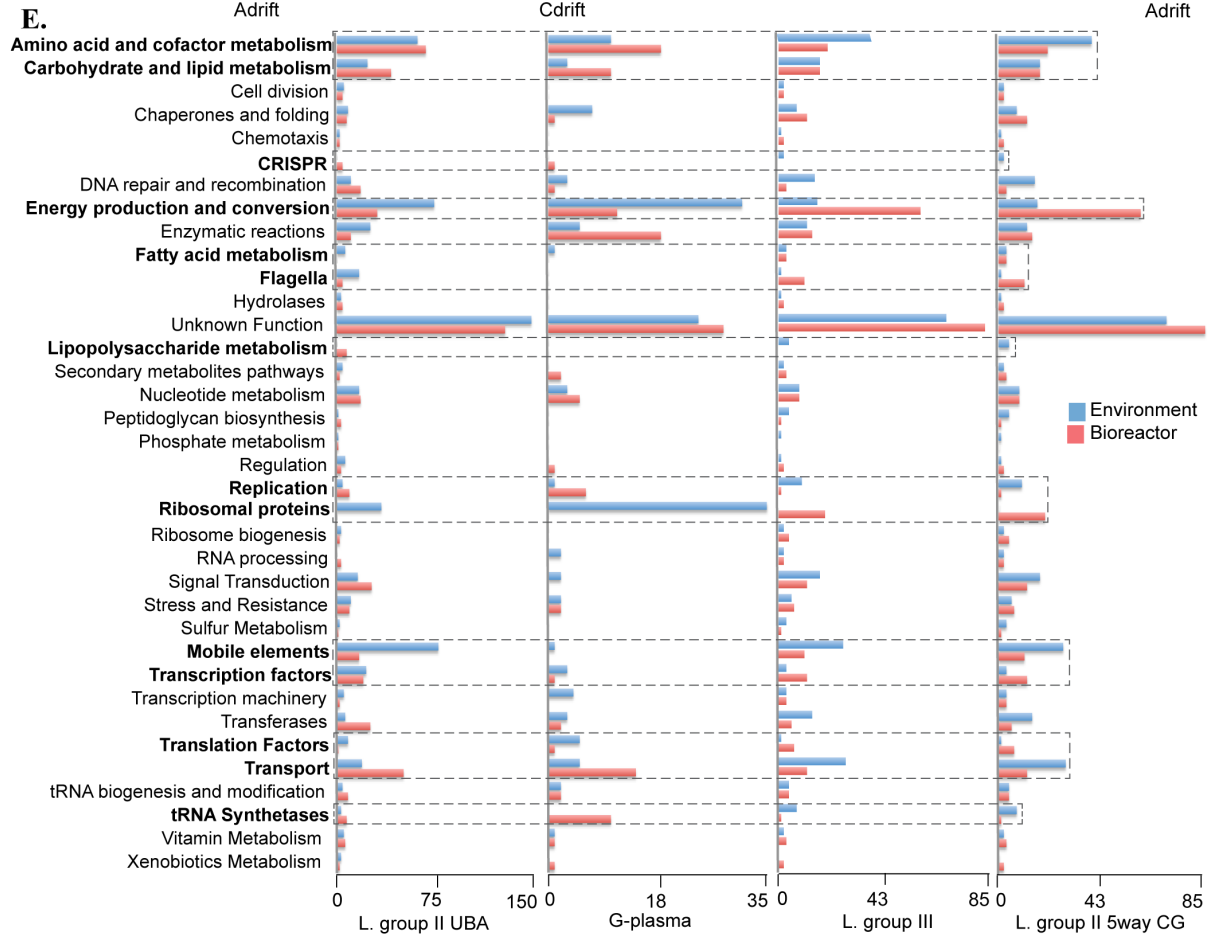 E.
Adrift
Cdrift
Adrift
Amino acid and cofactor metabolism
Carbohydrate and lipid metabolism
Cell division
Chaperones and folding
Chemotaxis
CRISPR
DNA repair and recombination
Energy production and conversion
Enzymatic reactions
Fatty acid metabolism
Flagella
Hydrolases
Unknown Function
Lipopolysaccharide metabolism
Secondary metabolites pathways
Nucleotide metabolism
Peptidoglycan biosynthesis
Phosphate metabolism
Regulation
Replication
Ribosomal proteins
Ribosome biogenesis
RNA processing
Signal Transduction
Stress and Resistance
Sulfur Metabolism
Mobile elements
Transcription factors
Transcription machinery
Transferases
Translation Factors
Transport
tRNA biogenesis and modification
tRNA Synthetases
Vitamin Metabolism
Xenobiotics Metabolism
Environment
Bioreactor
0 75 150
0 18 35
0 43 85
0 43 85
L. group II UBA
G-plasma
L. group III
L. group II 5way CG